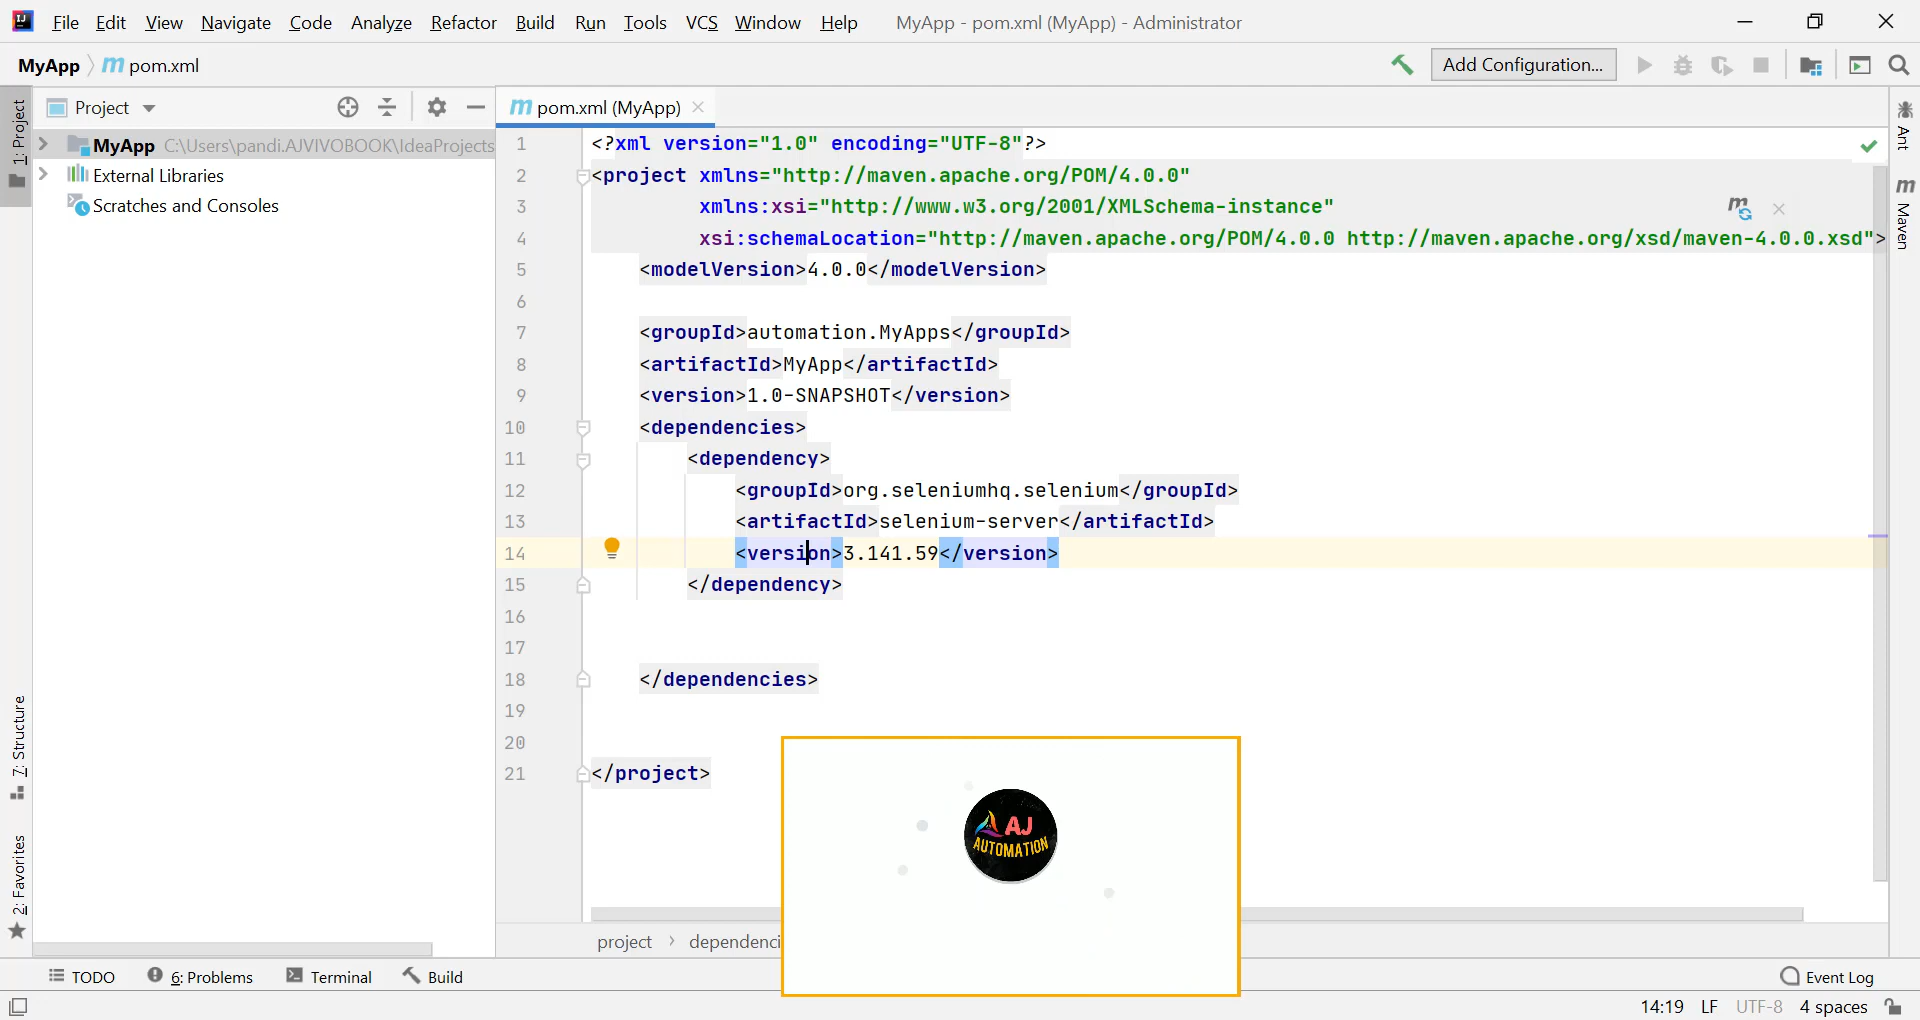 File Edit View Navigate Code Analyze Refactor Build Run Tools VCS Window Help MyApp - pom.xml (MyApp) - Administrator
MyApp m pom.xml Add Configuration...
1: Project
Project
m pom.xml (MyApp)
Ant
m Maven
MyApp C:\Users\pandi.AJVIVOBOOK\IdeaProjects
External Libraries
Scratches and Consoles
1 <?xml version="1.0" encoding="UTF-8"?>
2 <project xmlns="http://maven.apache.org/POM/4.0.0"
3 xmlns:xsi="http://www.w3.org/2001/XMLSchema-instance"
4 xsi:schemaLocation="http://maven.apache.org/POM/4.0.0 http://maven.apache.org/xsd/maven-4.0.0.xsd">
5 <modelVersion>4.0.0</modelVersion>
6
7 <groupId>automation.MyApps</groupId>
8 <artifactId>MyApp</artifactId>
9 <version>1.0-SNAPSHOT</version>
10 <dependencies>
11 <dependency>
12 <groupId>org.seleniumhq.selenium</groupId>
13 <artifactId>selenium-server</artifactId>
14 <version>3.141.59</version>
15 </dependency>
16
17
18 </dependencies>
19
20
21 </project>
7: Structure
2: Favorites
AJ
AUTOMATION
project › dependenci
TODO 6: Problems Terminal Build Event Log
14:19 LF UTF-8 4 spaces